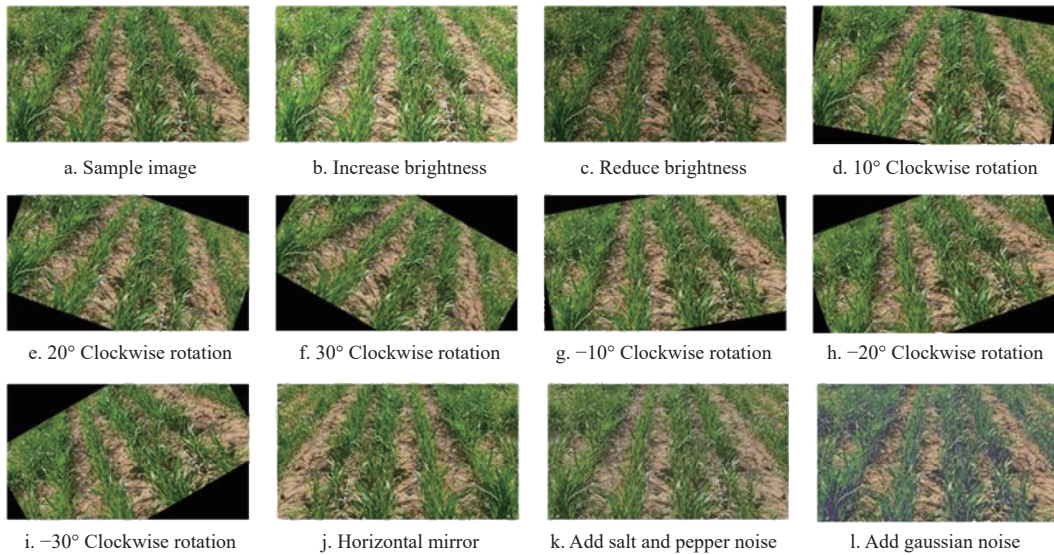 a. Sample image
b. Increase brightness
c. Reduce brightness
d. 10° Clockwise rotation
e. 20° Clockwise rotation
f. 30° Clockwise rotation
g. −10° Clockwise rotation
h. −20° Clockwise rotation
i. −30° Clockwise rotation
j. Horizontal mirror
k. Add salt and pepper noise
l. Add gaussian noise